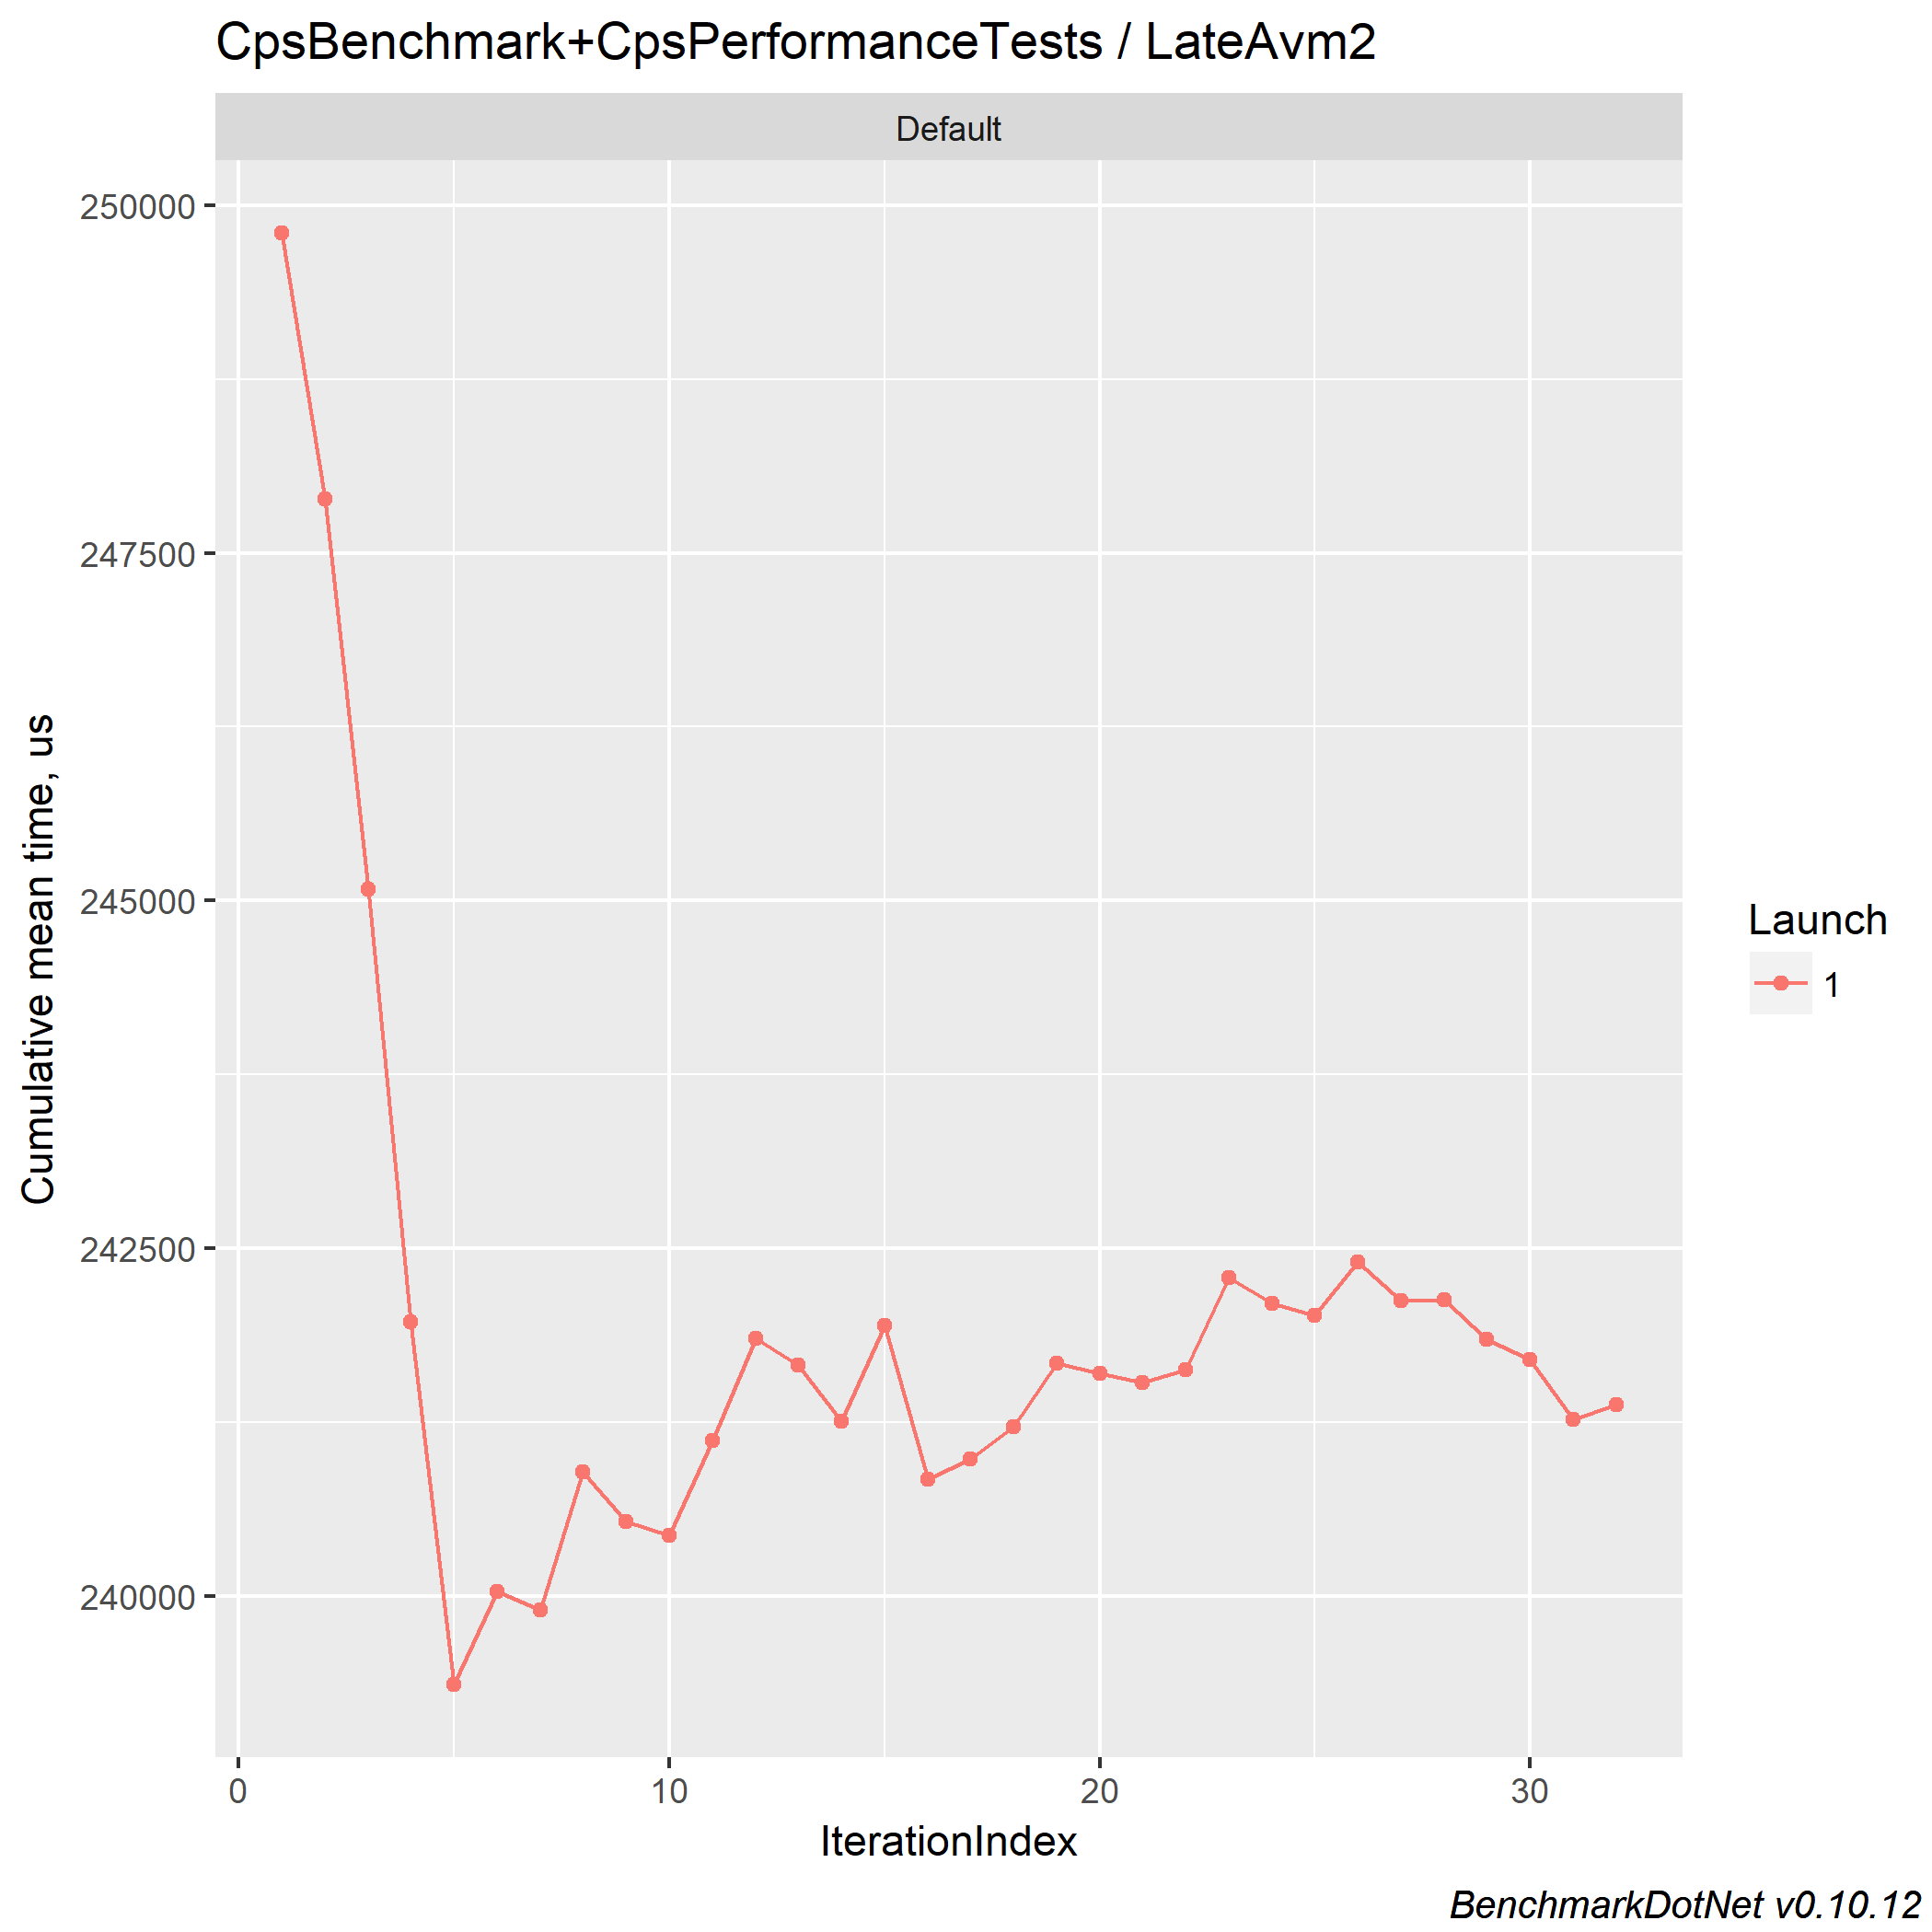 CpsBenchmark+CpsPerformanceTests / LateAvm2
Default
250000
247500
245000
242500
240000
Cumulative mean time, us
0 10 20 30
IterationIndex
Launch
1
BenchmarkDotNet v0.10.12